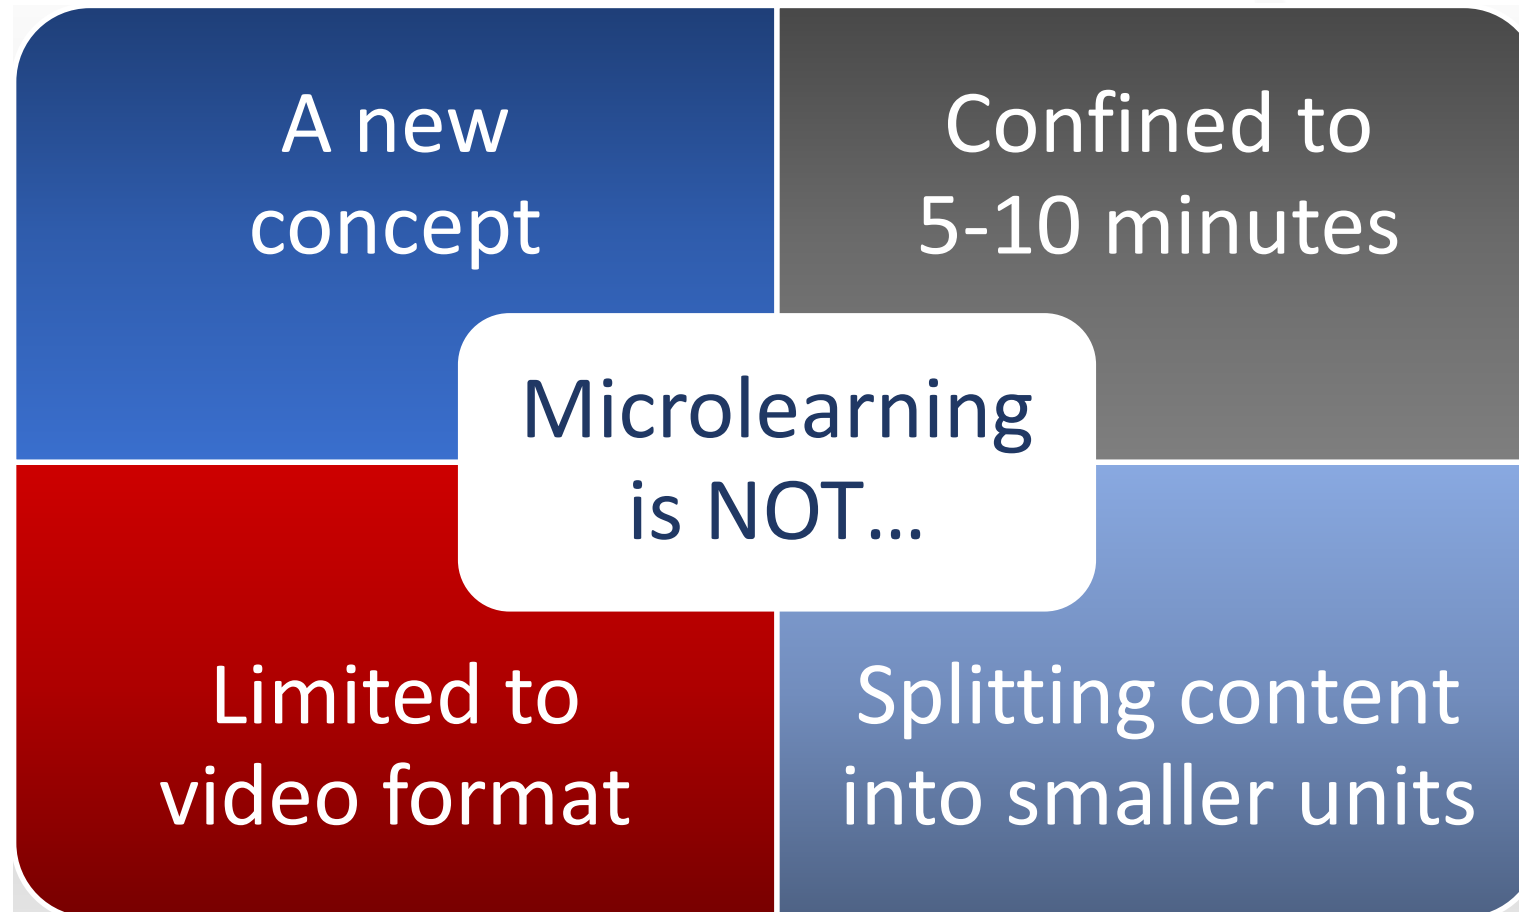 A new
concept
Confined to
5-10 minutes
Microlearning
is NOT...
Limited to
video format
Splitting content
into smaller units